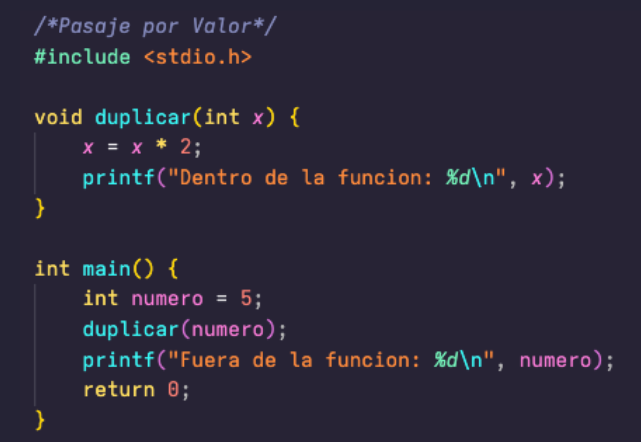 /*Pasaje por Valor*/
#include <stdio.h>
void duplicar(int x) {
x = x * 2;
printf("Dentro de la funcion: %d\n", x);
}
int main() {
int numero = 5;
duplicar(numero);
printf("Fuera de la funcion: %d\n", numero);
return 0;
}